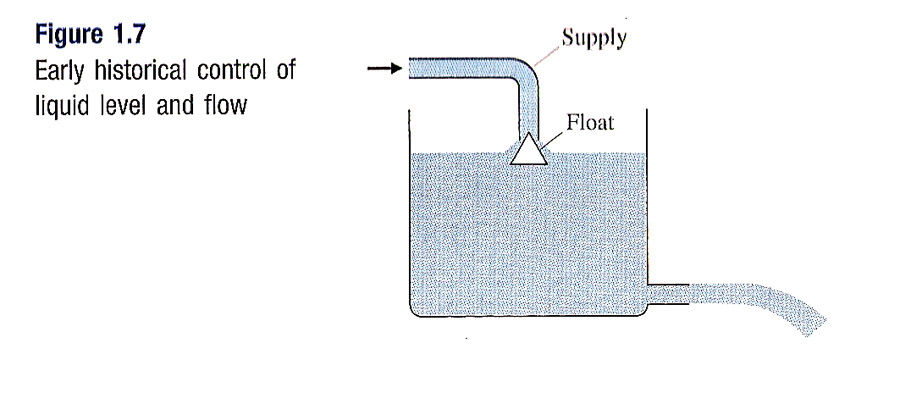 Figure 1.7
Early historical control of
liquid level and flow
Supply
Float